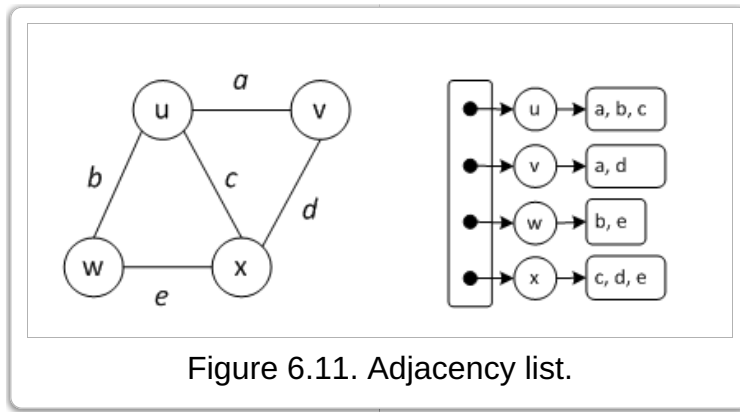 a
u
v
b
c
d
w
x
e
u
a, b, c
v
a, d
w
b, e
x
c, d, e
Figure 6.11. Adjacency list.